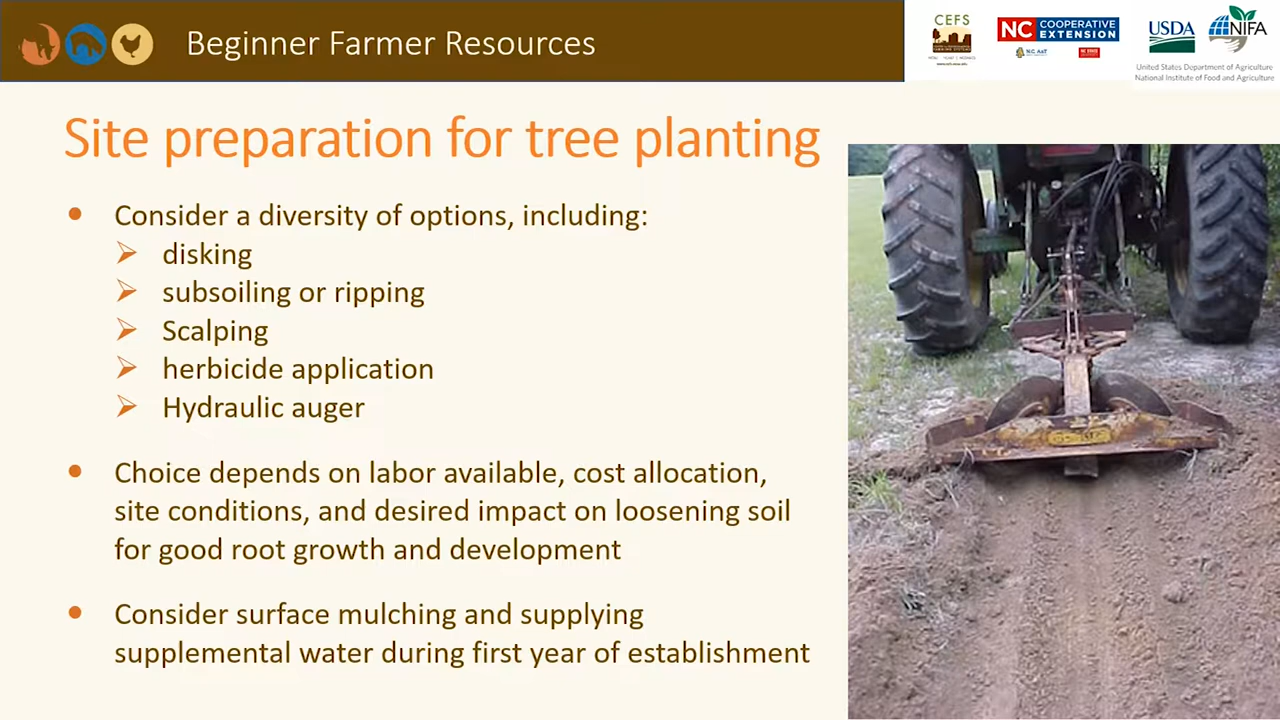 Beginner Farmer Resources
CEFS
NC COOPERATIVE
EXTENSION
USDA
NIFA
United States Department of Agriculture
National Institute of Food and Agriculture
Site preparation for tree planting
Consider a diversity of options, including:
disking
subsoiling or ripping
Scalping
herbicide application
Hydraulic auger
Choice depends on labor available, cost allocation,
site conditions, and desired impact on loosening soil
for good root growth and development
Consider surface mulching and supplying
supplemental water during first year of establishment